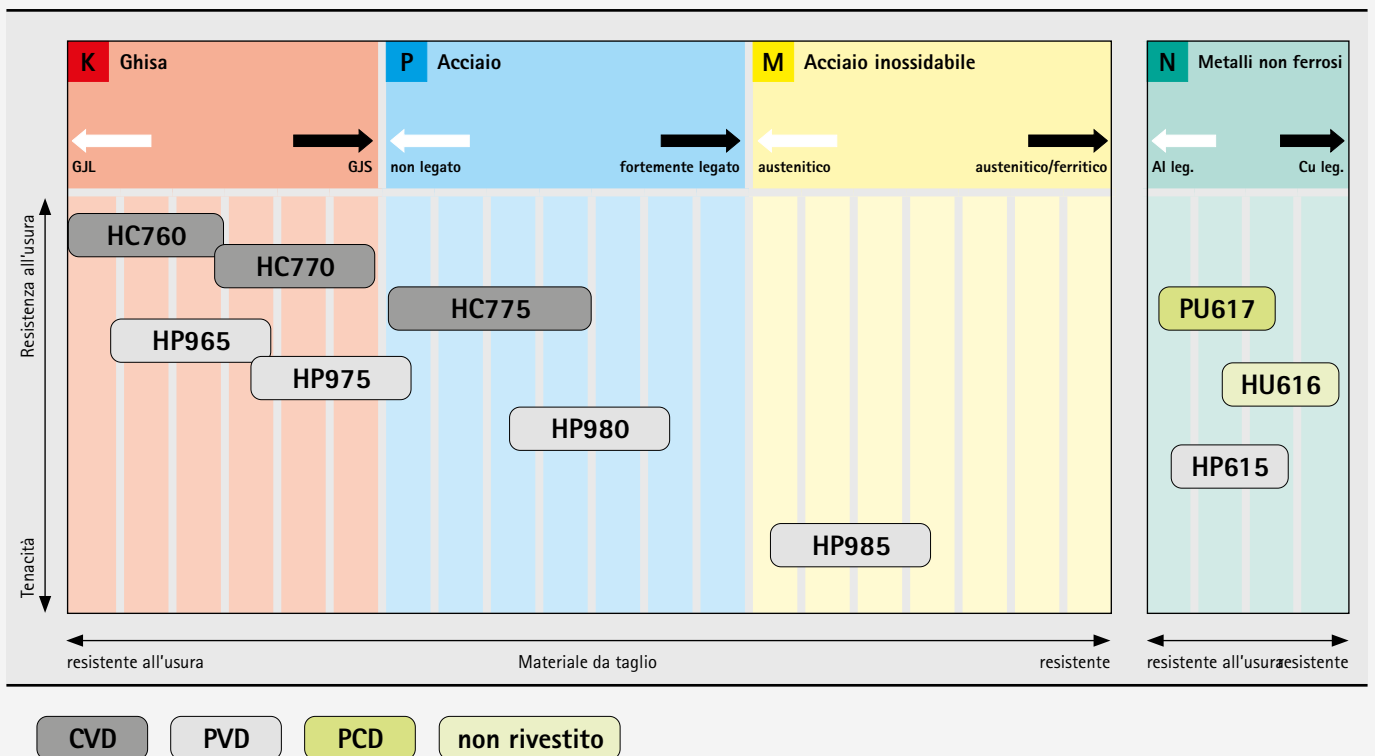 K Ghisa
P Acciaio
M Acciaio inossidabile
N Metalli non ferrosi
GJL
GJS
non legato
fortemente legato
austenitico
austenitico/ferritico
Al leg.
Cu leg.
Resistenza all'usura
Tenacità
HC760
HC770
HC775
HP965
HP975
HP980
HP985
PU617
HU616
HP615
resistente all'usura
Materiale da taglio
resistente
resistente all'usura
resistente
CVD
PVD
PCD
non rivestito